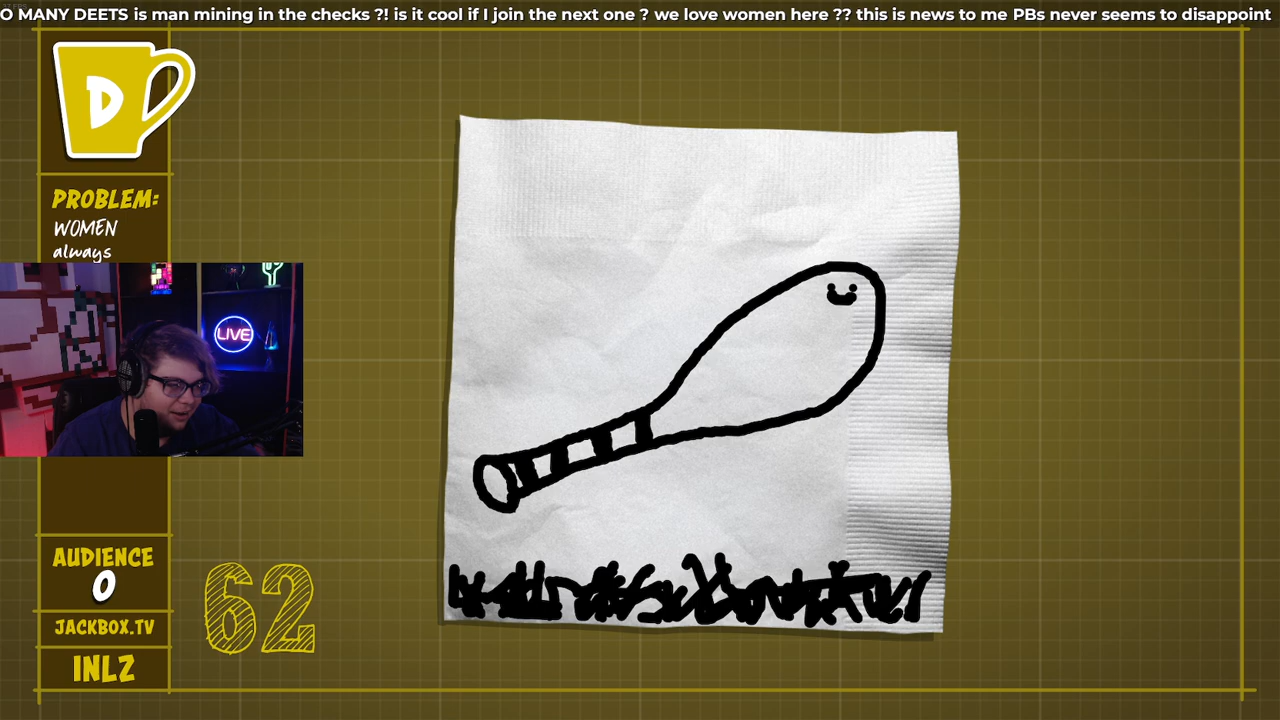 O MANY DEETS is man mining in the checks ?! is it cool if I join the next one ? we love women here ?? this is news to me PBs never seems to disappoint
D
PROBLEM:
WOMEN
always
LIVE
AUDIENCE
0
62
JACKBOX.TV
INLZ